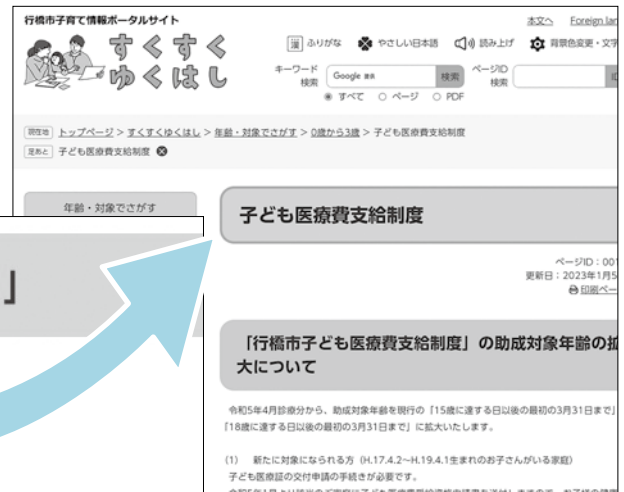 行橋市子育て情報ポータルサイト
すくすく
ゆくはし
本文へ Foreign lan
漢 ふりがな やさしい日本語 読み上げ 背景色変更・文字
キーワード検索 Google 検索 検索 ページID検索
すべて ページ PDF
現在地 トップページ > すくすくゆくはし > 年齢・対象でさがす > 0歳から3歳 > 子ども医療費支給制度
足あと 子ども医療費支給制度
年齢・対象でさがす
」
子ども医療費支給制度
ページID:001
更新日:2023年1月5
印刷ペー
「行橋市子ども医療費支給制度」の助成対象年齢の拡
大について
令和5年4月診療分から、助成対象年齢を現行の「15歳に達する日以後の最初の3月31日まで」
「18歳に達する日以後の最初の3月31日まで」に拡大いたします。
(1) 新たに対象になられる方(H.17.4.2~H.19.4.1生まれのお子さんがいる家庭)
子ども医療証の交付申請の手続きが必要です。